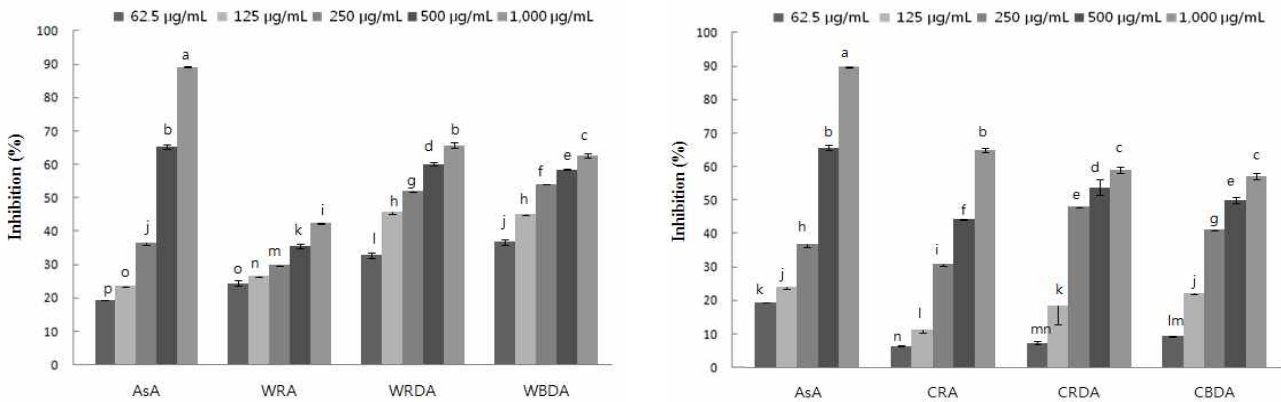 62.5 μg/mL 125 μg/mL 250 μg/mL 500 μg/mL 1,000 μg/mL
Inhibition (%)
100
90
80
70
60
50
40
30
20
10
0
p o j b a
o n m k i
l h g d b
j h f e c
AsA WRA WRDA WBDA
62.5 μg/mL 125 μg/mL 250 μg/mL 500 μg/mL 1,000 μg/mL
Inhibition (%)
100
90
80
70
60
50
40
30
20
10
0
k j h b a
n l i f b
mn k e d c
lm j g e c
AsA CRA CRDA CBDA